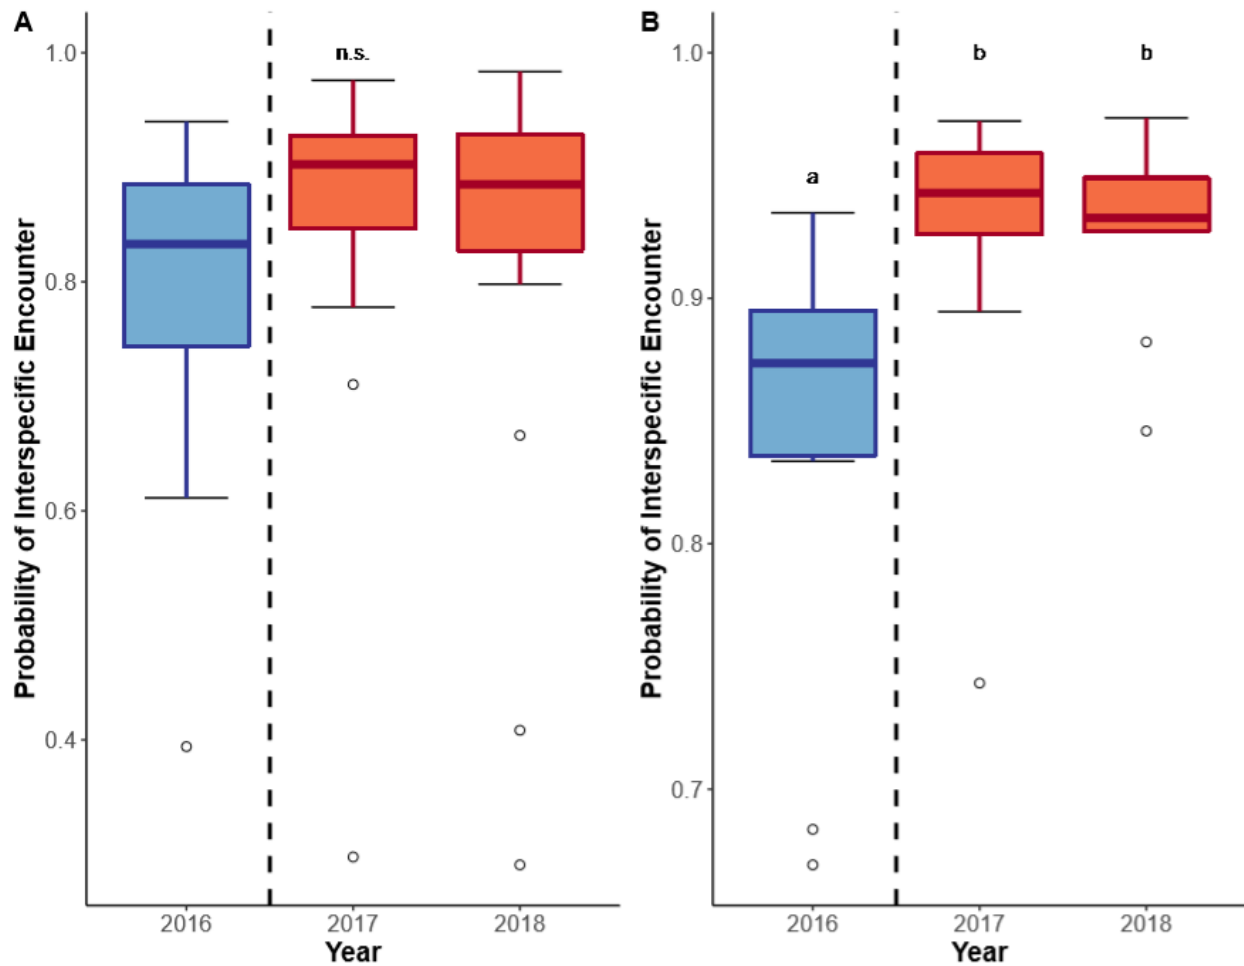 A
Probability of Interspecific Encounter
1.0
0.8
0.6
0.4
n.s.
2016
2017
2018
Year
B
Probability of Interspecific Encounter
1.0
0.9
0.8
0.7
a
b
b
2016
2017
2018
Year